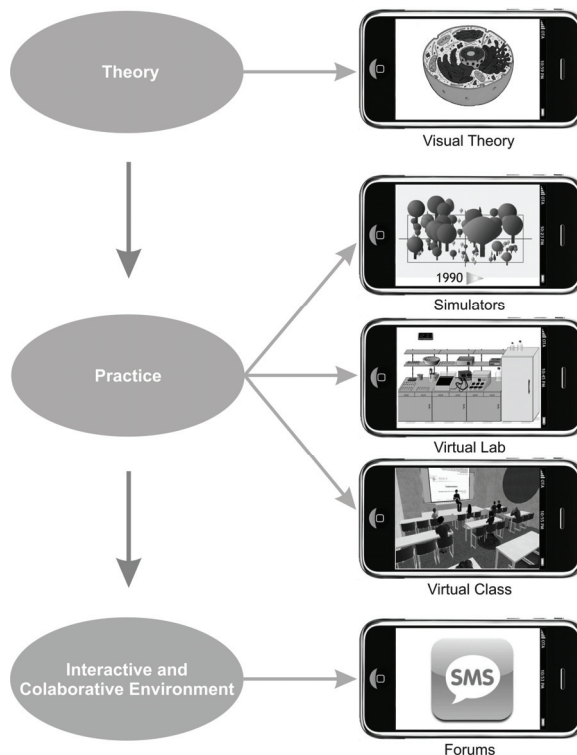 Theory
Visual Theory
1990
Simulators
Practice
Virtual Lab
Virtual Class
Interactive and
Colaborative Environment
SMS
Forums